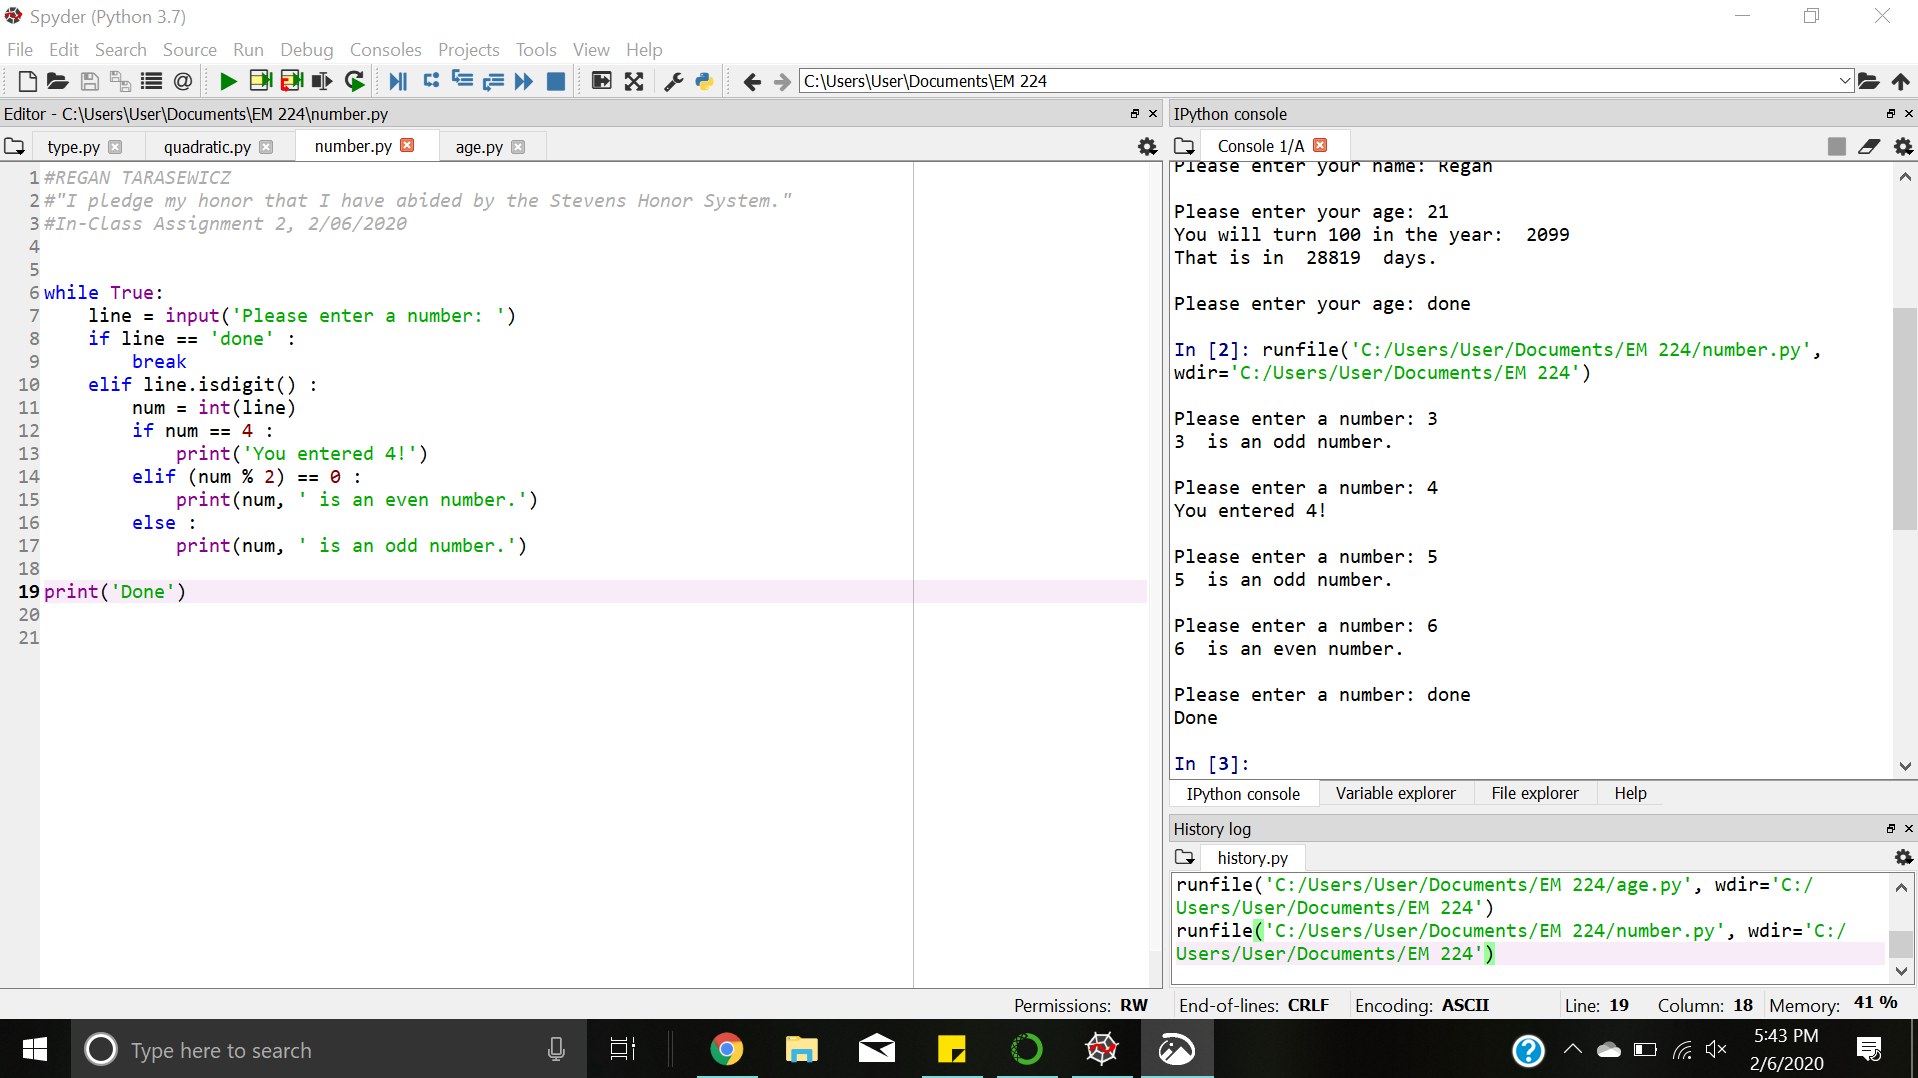 Spyder (Python 3.7)
File Edit Search Source Run Debug Consoles Projects Tools View Help
C:\Users\User\Documents\EM 224
Editor - C:\Users\User\Documents\EM 224\number.py
type.py quadratic.py number.py age.py
1 #REGAN TARASEWICZ
2 #"I pledge my honor that I have abided by the Stevens Honor System."
3 #In-Class Assignment 2, 2/06/2020
4
5
6 while True:
7     line = input('Please enter a number: ')
8     if line == 'done' :
9         break
10     elif line.isdigit() :
11         num = int(line)
12         if num == 4 :
13             print('You entered 4!')
14         elif (num % 2) == 0 :
15             print(num, ' is an even number.')
16         else :
17             print(num, ' is an odd number.')
18
19 print('Done')
20
21
IPython console
Console 1/A
Please enter your name: Regan
Please enter your age: 21
You will turn 100 in the year:  2099
That is in  28819  days.
Please enter your age: done
In [2]: runfile('C:/Users/User/Documents/EM 224/number.py',
wdir='C:/Users/User/Documents/EM 224')
Please enter a number: 3
3  is an odd number.
Please enter a number: 4
You entered 4!
Please enter a number: 5
5  is an odd number.
Please enter a number: 6
6  is an even number.
Please enter a number: done
Done
In [3]:
IPython console Variable explorer File explorer Help
History log
history.py
runfile('C:/Users/User/Documents/EM 224/age.py', wdir='C:/
Users/User/Documents/EM 224')
runfile('C:/Users/User/Documents/EM 224/number.py', wdir='C:/
Users/User/Documents/EM 224')
Permissions: RW End-of-lines: CRLF Encoding: ASCII Line: 19 Column: 18 Memory: 41 %
Type here to search
5:43 PM
2/6/2020